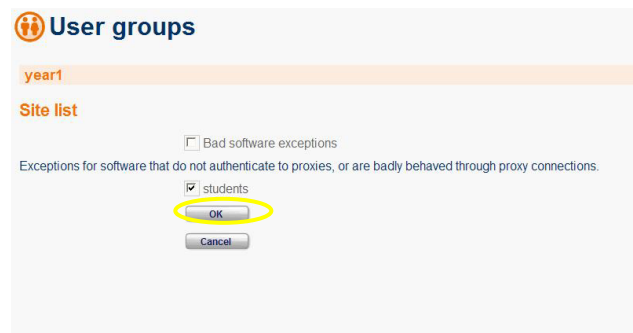 User groups
year1
Site list
Bad software exceptions
Exceptions for software that do not authenticate to proxies, or are badly behaved through proxy connections.
students
OK
Cancel